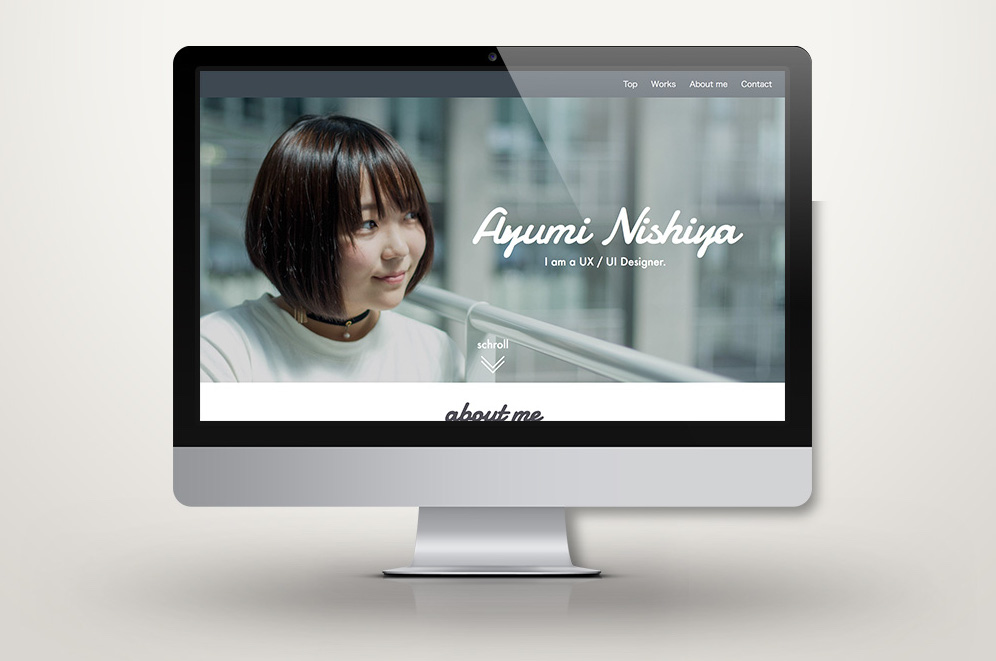 Top Works About me Contact
Ayumi Nishiya
I am a UX / UI Designer.
schroll
about me